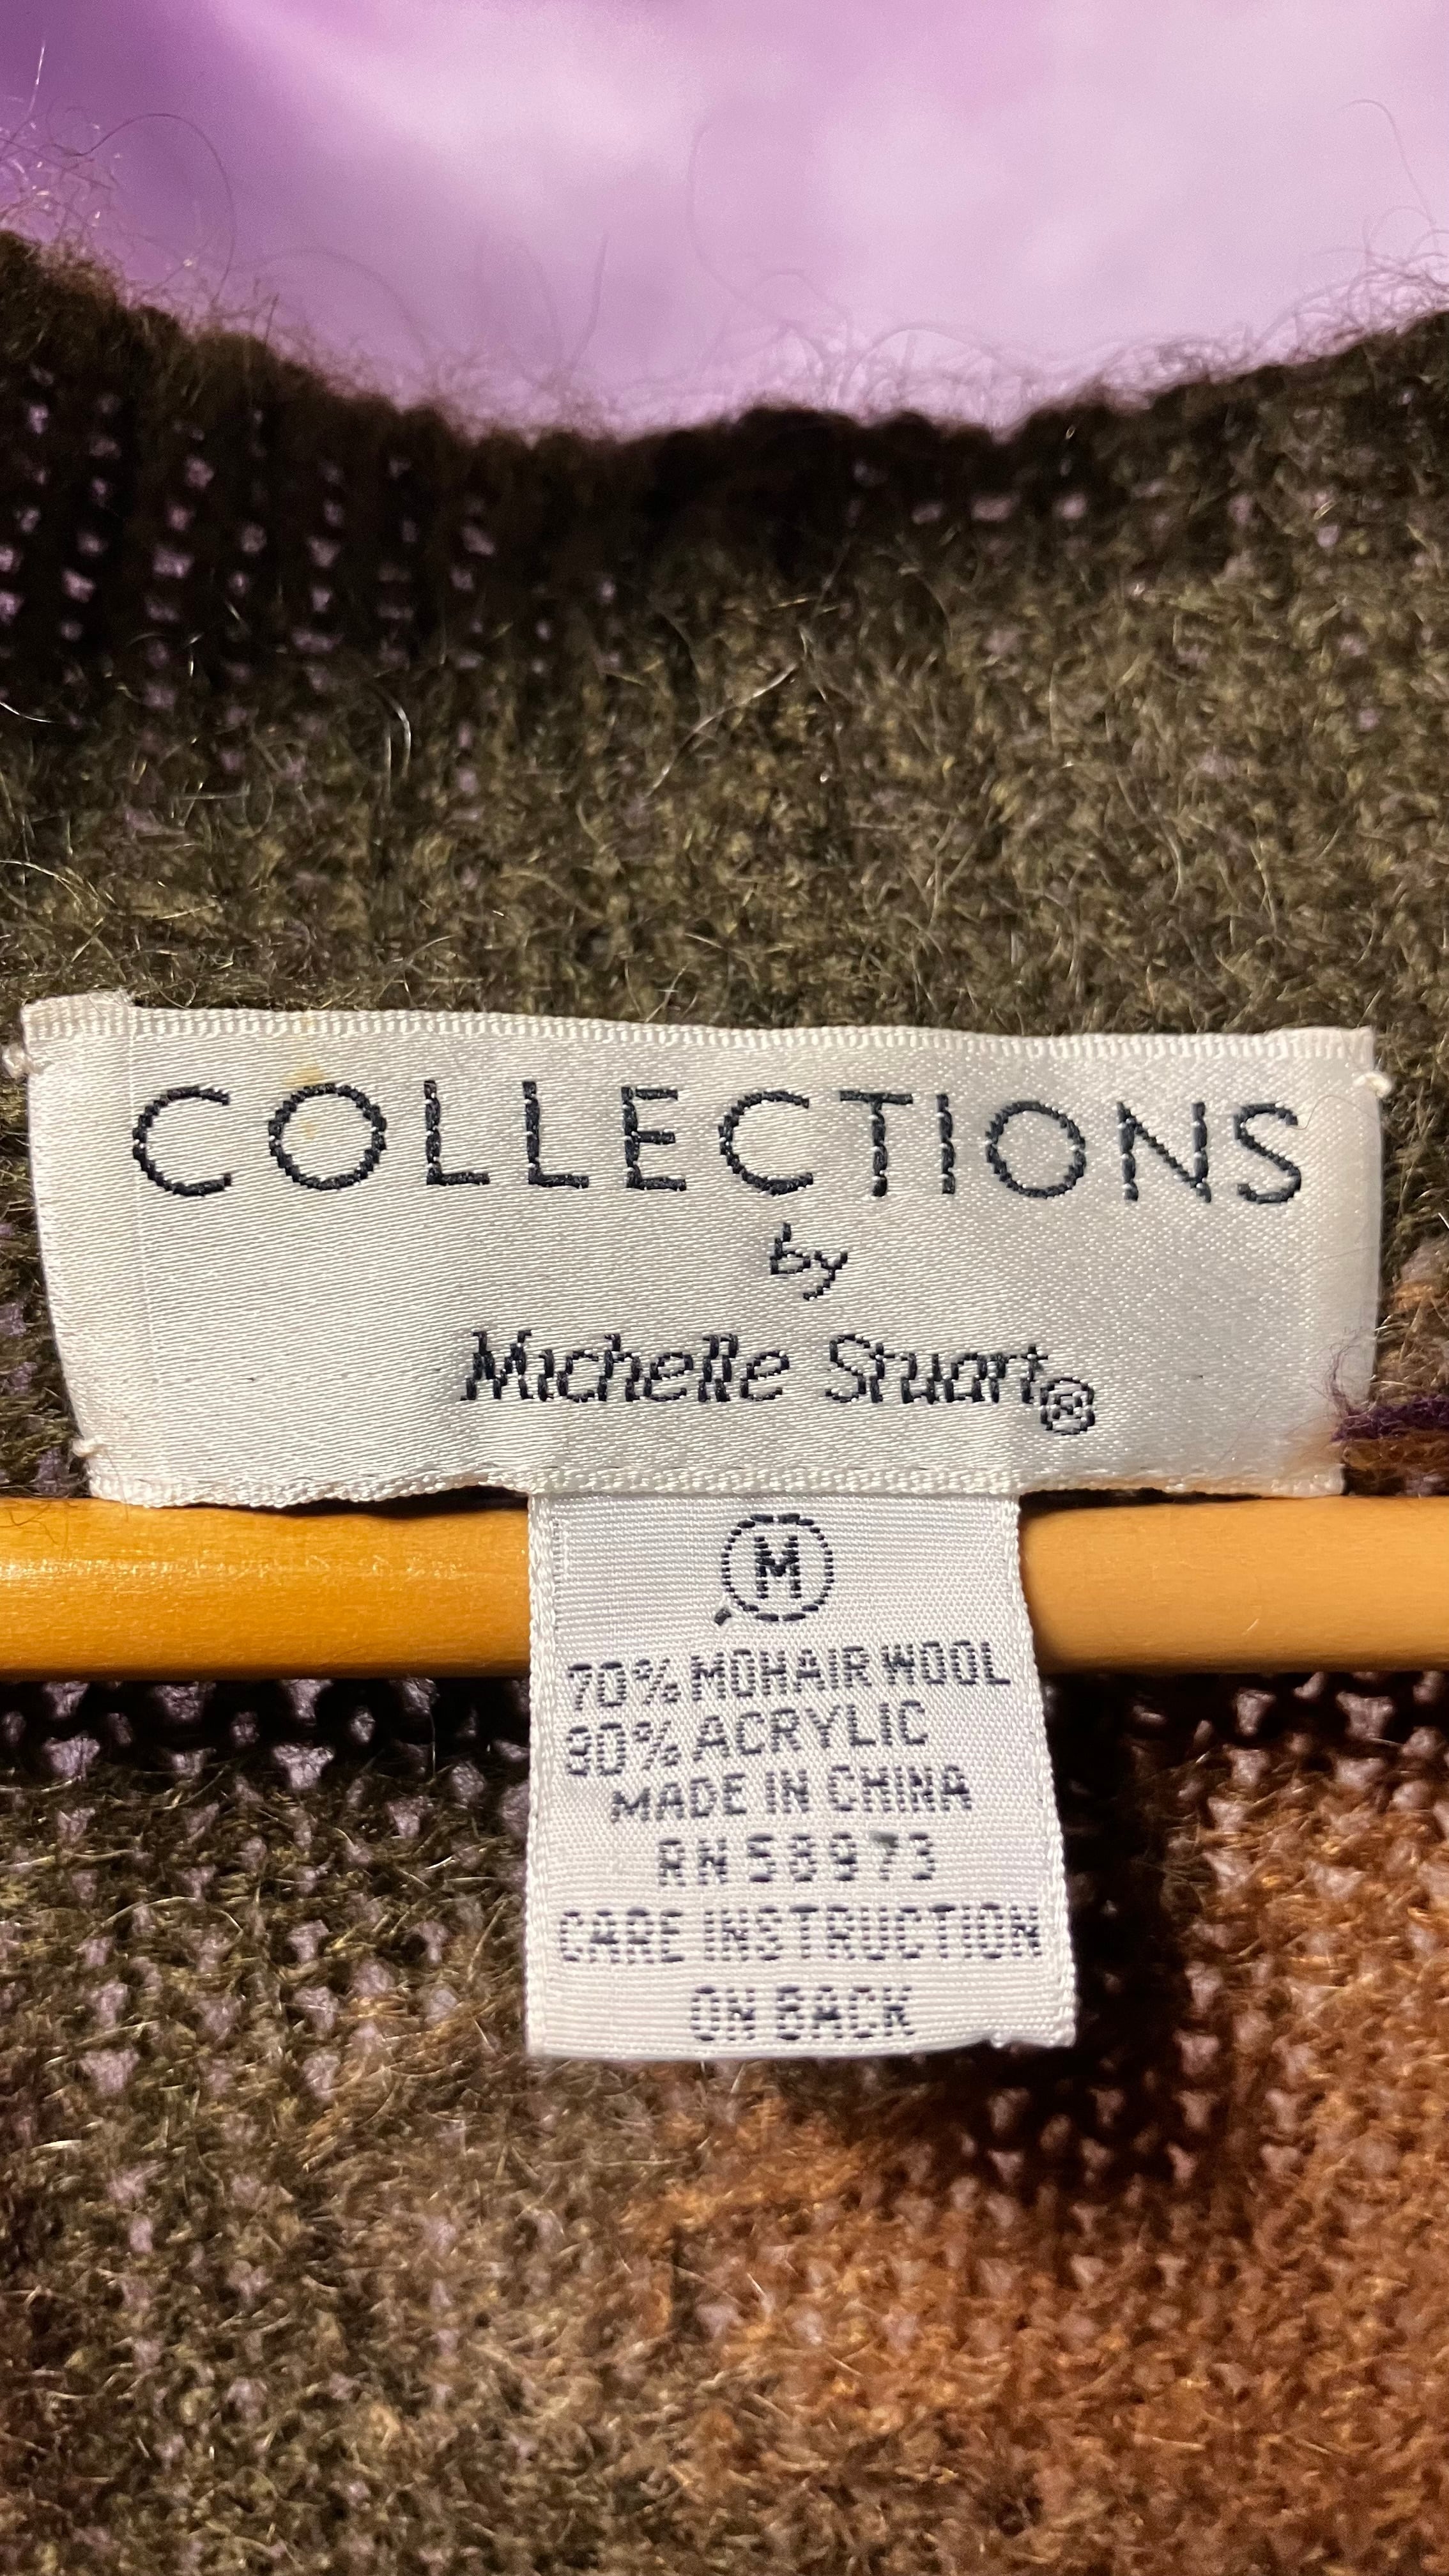 COLLECTIONS
by
Michelle Stuart®
M
70% MOHAIR WOOL
30% ACRYLIC
MADE IN CHINA
RN 58973
CARE INSTRUCTION
ON BACK